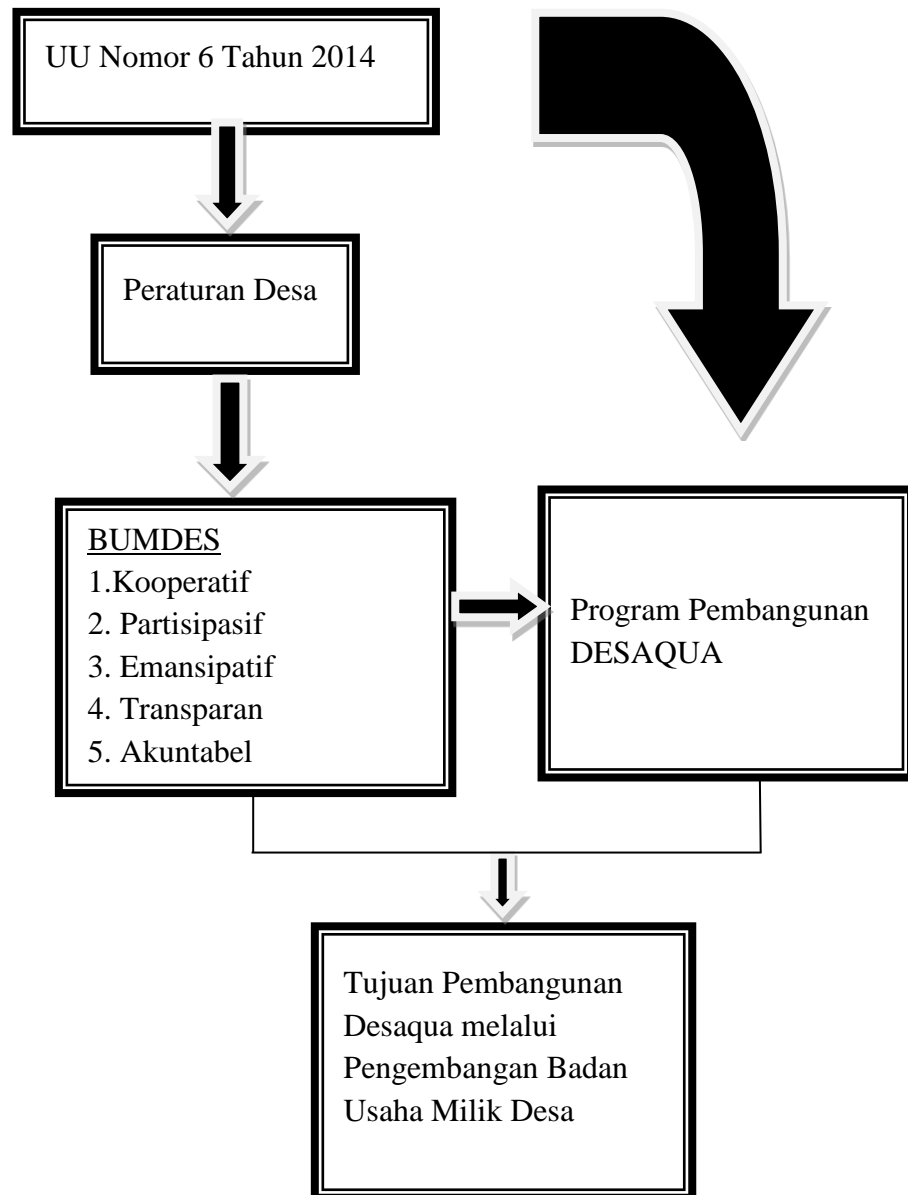 UU Nomor 6 Tahun 2014
Peraturan Desa
BUMDES
1.Kooperatif
2. Partisipasif
3. Emansipatif
4. Transparan
5. Akuntabel
Program Pembangunan
DESAQUA
Tujuan Pembangunan
Desaqua melalui
Pengembangan Badan
Usaha Milik Desa